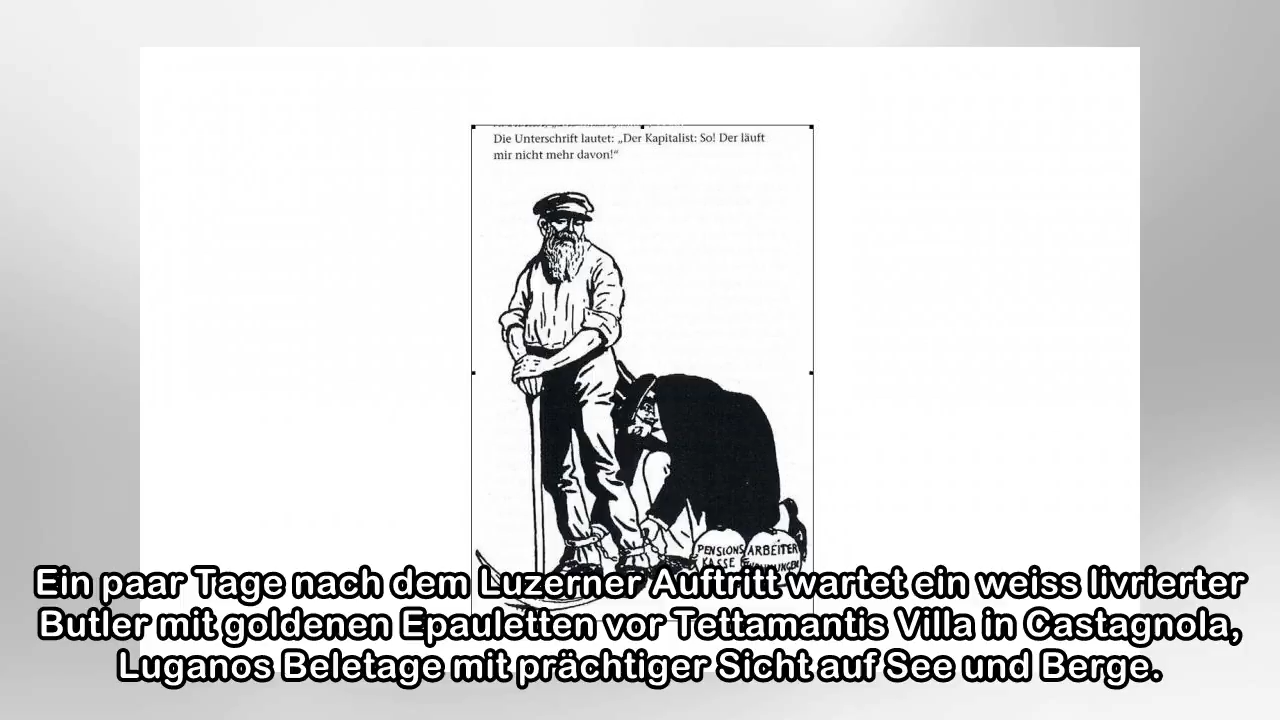 Die Unterschrift lautet: „Der Kapitalist: So! Der läuft
mir nicht mehr davon!“
PENSIONS ARBEITER
KASSE
Ein paar Tage nach dem Luzerner Auftritt wartet ein weiss livrierter
Butler mit goldenen Epauletten vor Tettamantis Villa in Castagnola,
Luganos Beletage mit prächtiger Sicht auf See und Berge.